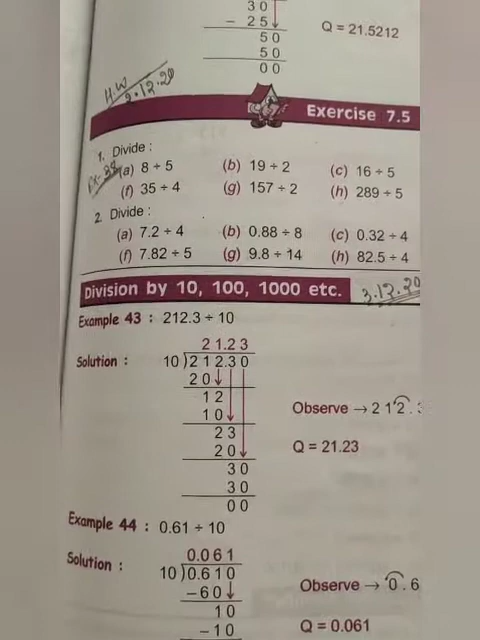 30
- 25
50 Q = 21.5212
50
00
H.W
2.12.20
Exercise 7.5
1. Divide :
(a) 8 ÷ 5 (b) 19 ÷ 2 (c) 16 ÷ 5
(f) 35 ÷ 4 (g) 157 ÷ 2 (h) 289 ÷ 5
2. Divide :
(a) 7.2 ÷ 4 (b) 0.88 ÷ 8 (c) 0.32 ÷ 4
(f) 7.82 ÷ 5 (g) 9.8 ÷ 14 (h) 82.5 ÷ 4
Division by 10, 100, 1000 etc. 3.12.20
Example 43 : 212.3 ÷ 10
21.23
Solution : 10)212.30
20
12
10 Observe → 212.
23
20 Q = 21.23
30
30
00
Example 44 : 0.61 ÷ 10
0.061
Solution : 10)0.610
-60 Observe → 0.6
10
-10 Q = 0.061